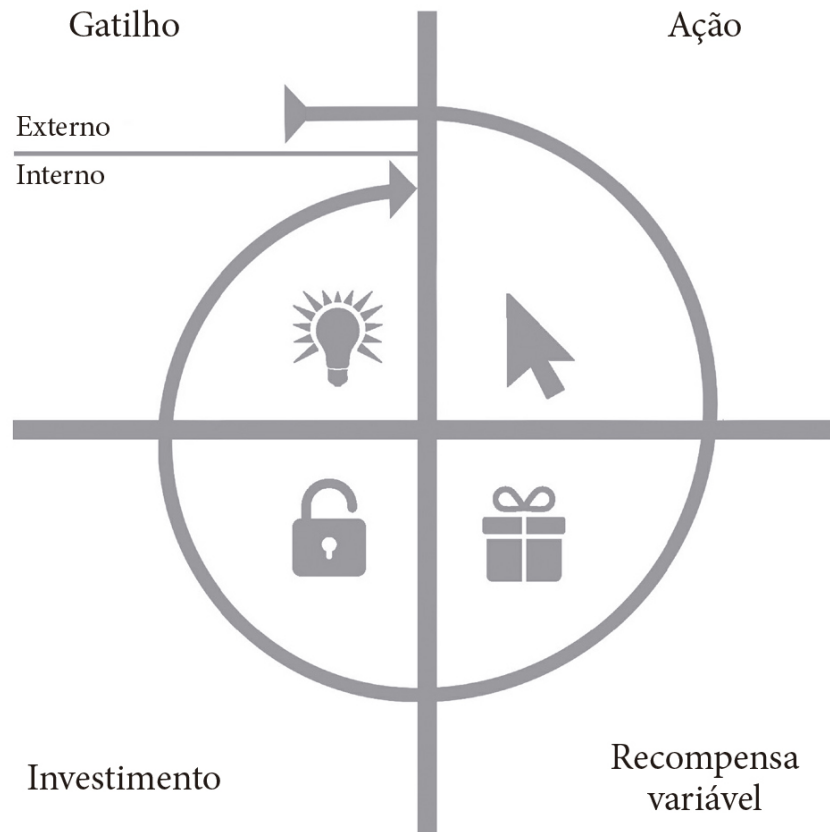 Gatilho
Ação
Externo
Interno
Investimento
Recompensa
variável